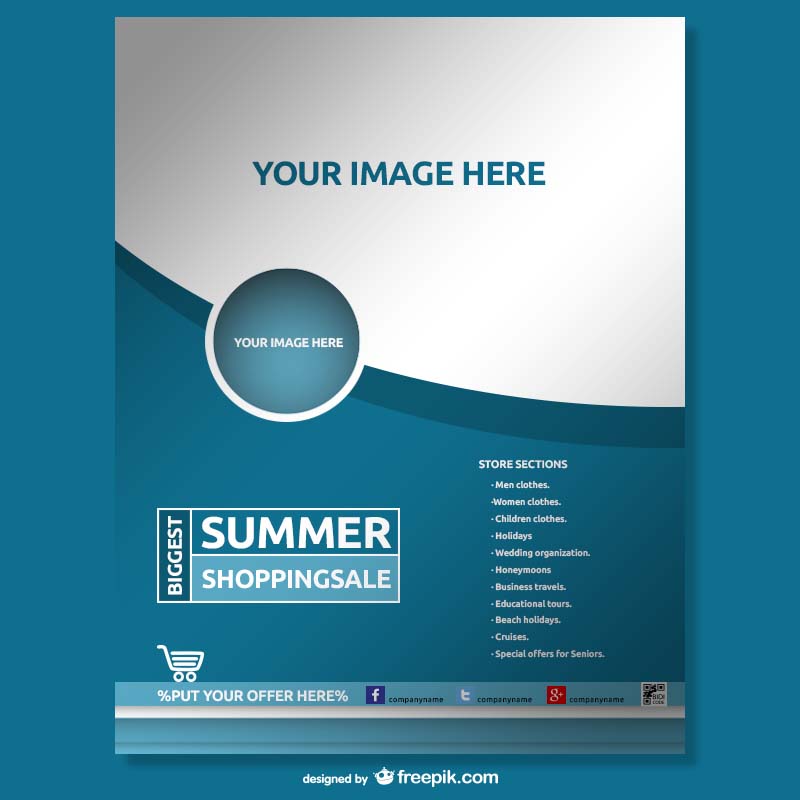 YOUR IMAGE HERE
YOUR IMAGE HERE
STORE SECTIONS
· Men clothes.
·Women clothes.
· Children clothes.
· Holidays
· Wedding organization.
· Honeymoons
· Business travels.
· Educational tours.
· Beach holidays.
· Cruises.
· Special offers for Seniors.
BIGGEST
SUMMER
SHOPPINGSALE
%PUT YOUR OFFER HERE% f companyname t companyname g+ companyname BIDI
CODE
designed by freepik.com